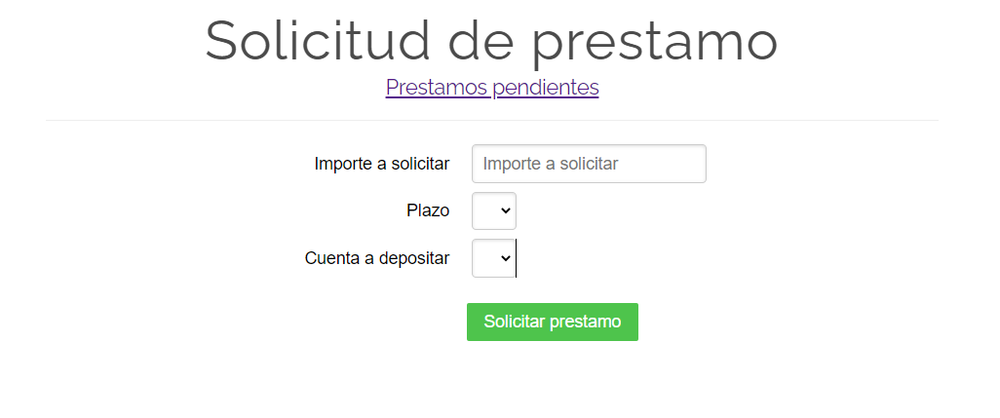 Solicitud de prestamo
Prestamos pendientes
Importe a solicitar Importe a solicitar
Plazo
Cuenta a depositar
Solicitar prestamo